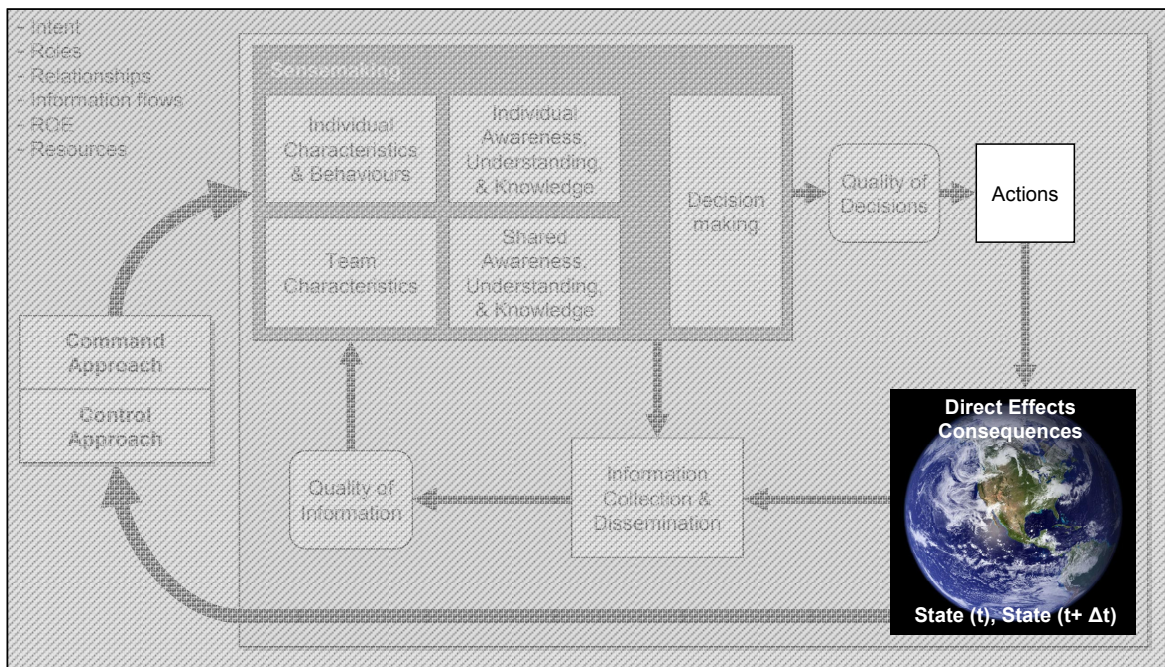 - Intent
- Roles
- Relationships
- Information flows
- ROE
- Resources
Sensemaking
Individual
Characteristics
& Behaviours
Individual
Awareness,
Understanding,
& Knowledge
Team
Characteristics
Shared
Awareness,
Understanding,
& Knowledge
Decision
making
Quality of
Decisions
Actions
Command
Approach
Control
Approach
Quality of
Information
Information
Collection &
Dissemination
Direct Effects
Consequences
State (t), State (t+ Δt)